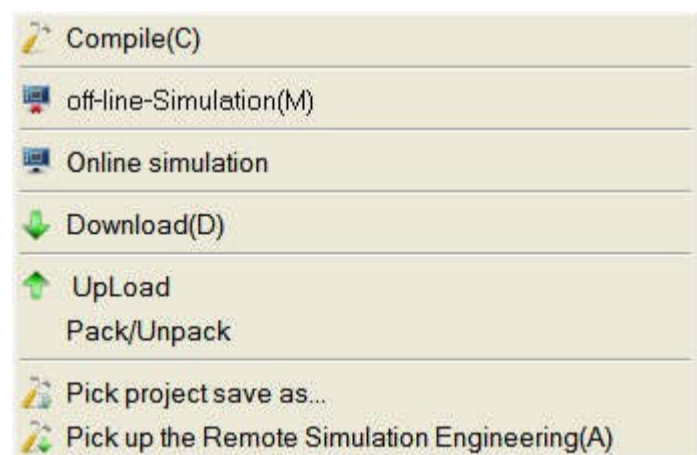 Compile(C)
off-line-Simulation(M)
Online simulation
Download(D)
UpLoad
Pack/Unpack
Pick project save as...
Pick up the Remote Simulation Engineering(A)